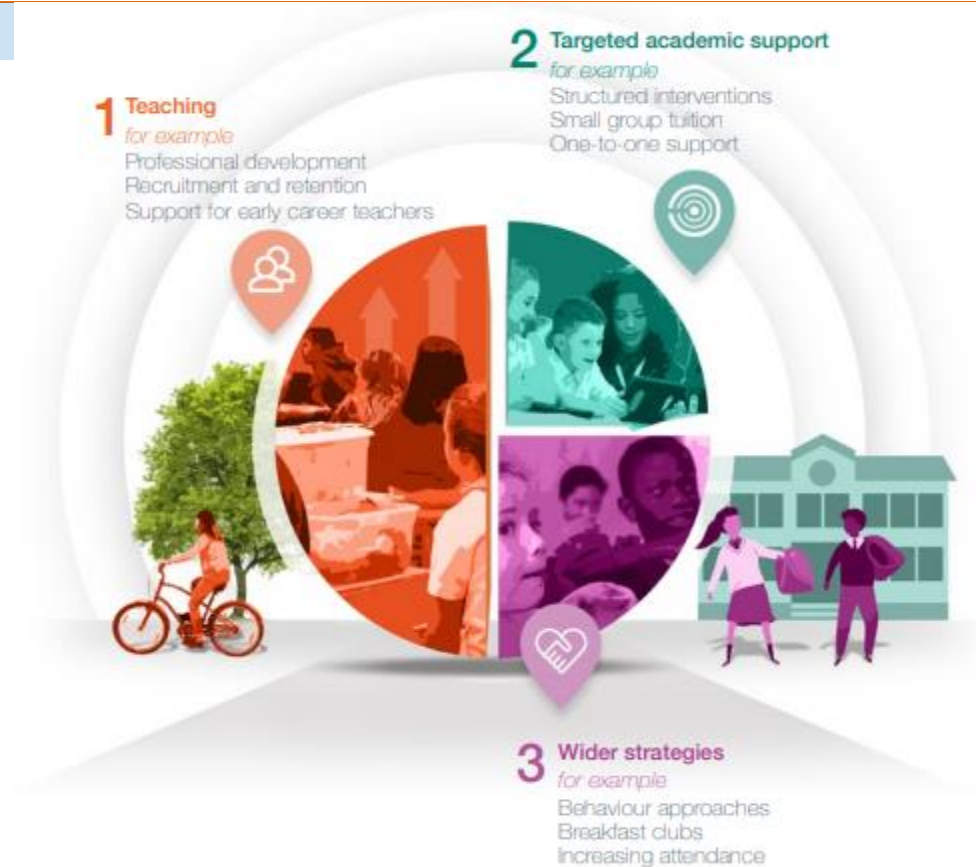 1 Teaching
for example
Professional development
Recruitment and retention
Support for early career teachers
2 Targeted academic support
for example
Structured interventions
Small group tuition
One-to-one support
3 Wider strategies
for example
Behaviour approaches
Breakfast clubs
Increasing attendance